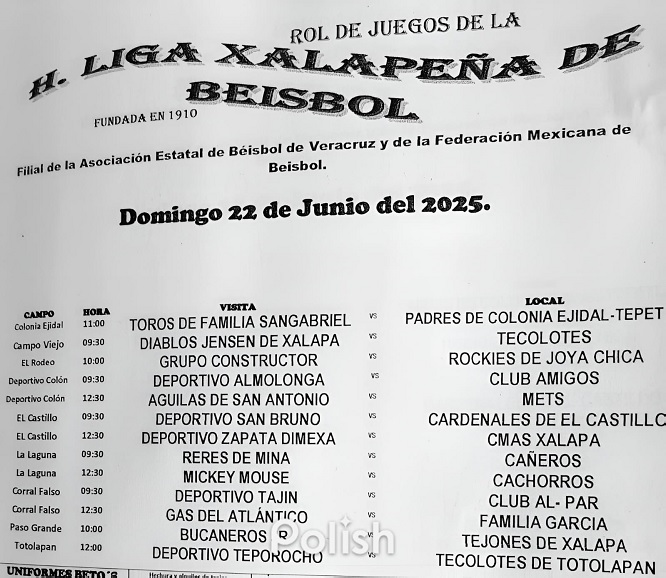 ROL DE JUEGOS DE LA
H. LIGA XALAPEÑA DE
BEISBOL
FUNDADA EN 1910
Filial de la Asociación Estatal de Béisbol de Veracruz y de la Federación Mexicana de
Beisbol.
Domingo 22 de Junio del 2025.
CAMPO HORA VISITA LOCAL
Colonia Ejidal 11:00 TOROS DE FAMILIA SANGABRIEL vs PADRES DE COLONIA EJIDAL-TEPET
Campo Viejo 09:30 DIABLOS JENSEN DE XALAPA vs TECOLOTES
EL Rodeo 10:00 GRUPO CONSTRUCTOR vs ROCKIES DE JOYA CHICA
Deportivo Colón 09:30 DEPORTIVO ALMOLONGA vs CLUB AMIGOS
Deportivo Colón 12:30 AGUILAS DE SAN ANTONIO vs METS
EL Castillo 09:30 DEPORTIVO SAN BRUNO vs CARDENALES DE EL CASTILLO
EL Castillo 12:30 DEPORTIVO ZAPATA DIMEXA vs CMAS XALAPA
La Laguna 09:30 RERES DE MINA vs CAÑEROS
La Laguna 12:30 MICKEY MOUSE vs CACHORROS
Corral Falso 09:30 DEPORTIVO TAJIN vs CLUB AL- PAR
Corral Falso 12:30 GAS DEL ATLÁNTICO vs FAMILIA GARCIA
Paso Grande 10:00 BUCANEROS R vs TEJONES DE XALAPA
Totolapan 12:00 DEPORTIVO TEPOROCHO vs TECOLOTES DE TOTOLAPAN
Polish
UNIFORMES BETO´S